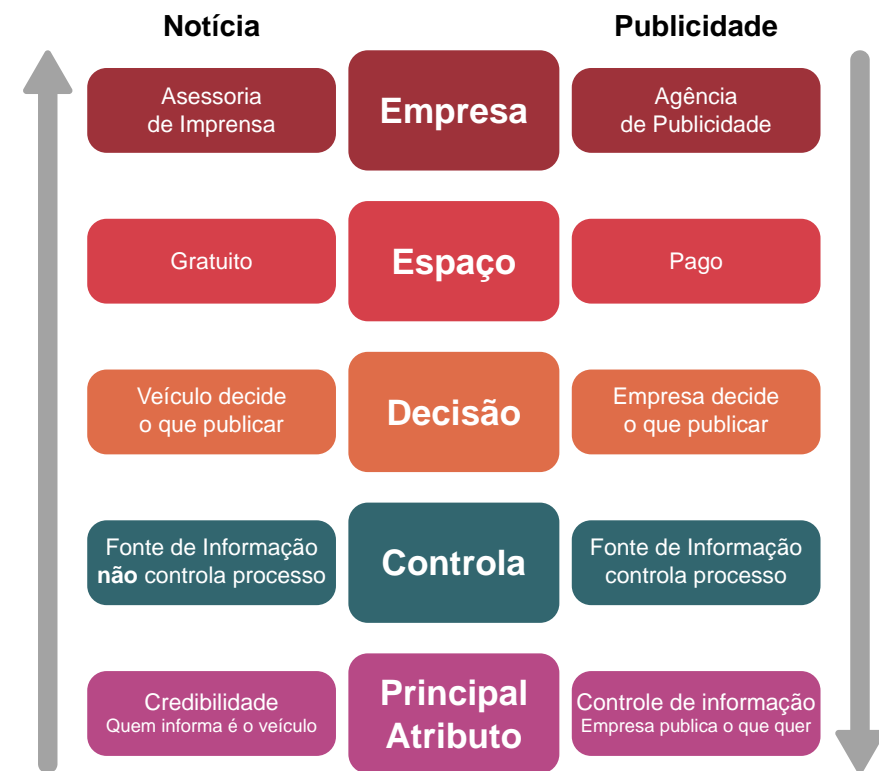 Notícia
Publicidade
Asessoria
de Imprensa
Empresa
Agência
de Publicidade
Gratuito
Espaço
Pago
Veículo decide
o que publicar
Decisão
Empresa decide
o que publicar
Fonte de Informação
não controla processo
Controla
Fonte de Informação
controla processo
Credibilidade
Quem informa é o veículo
Principal
Atributo
Controle de informação
Empresa publica o que quer